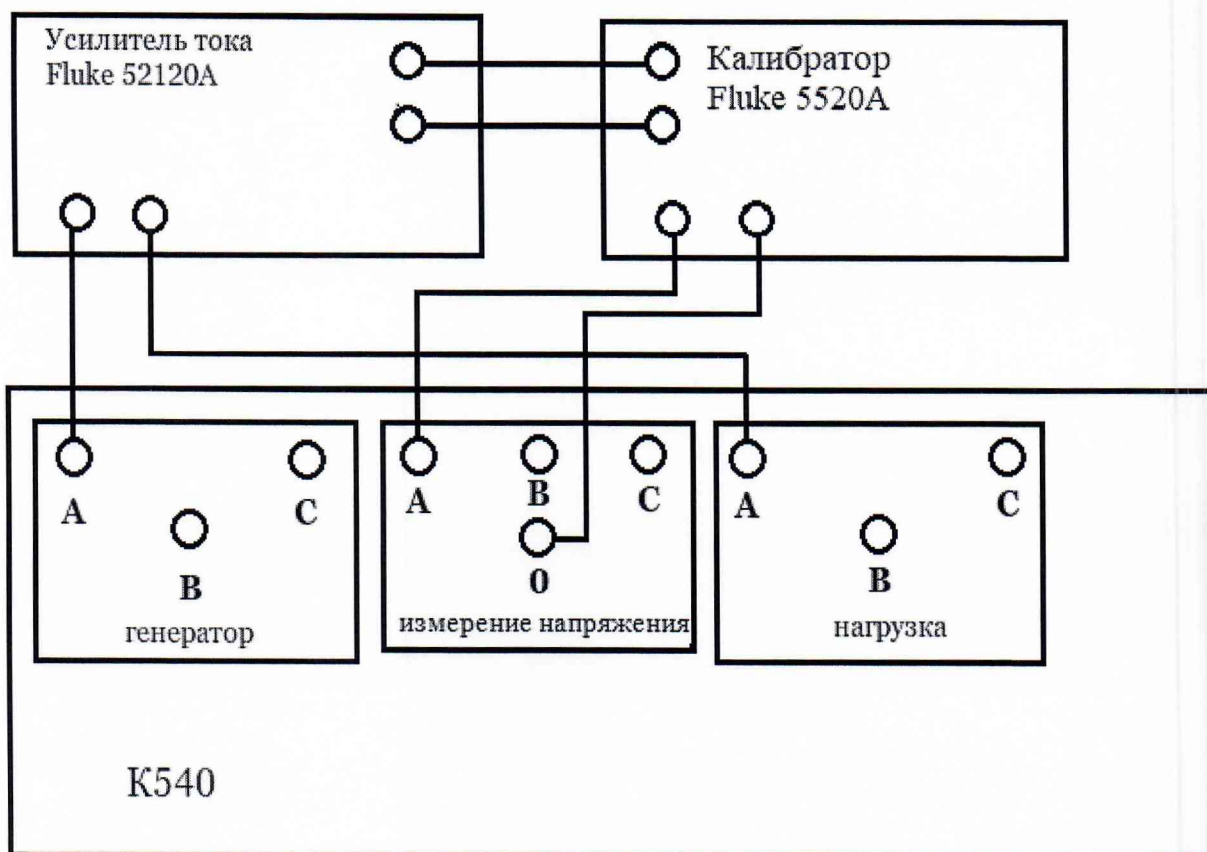 Усилитель тока
Fluke 52120A
Калибратор
Fluke 5520A
A
B
C
генератор
A
B
C
0
измерение напряжения
A
B
C
нагрузка
К540